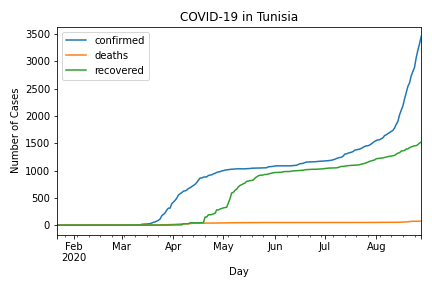 COVID-19 in Tunisia
confirmed
deaths
recovered
3500
3000
2500
2000
1500
1000
500
0
Number of Cases
Feb Mar Apr May Jun Jul Aug
2020
Day